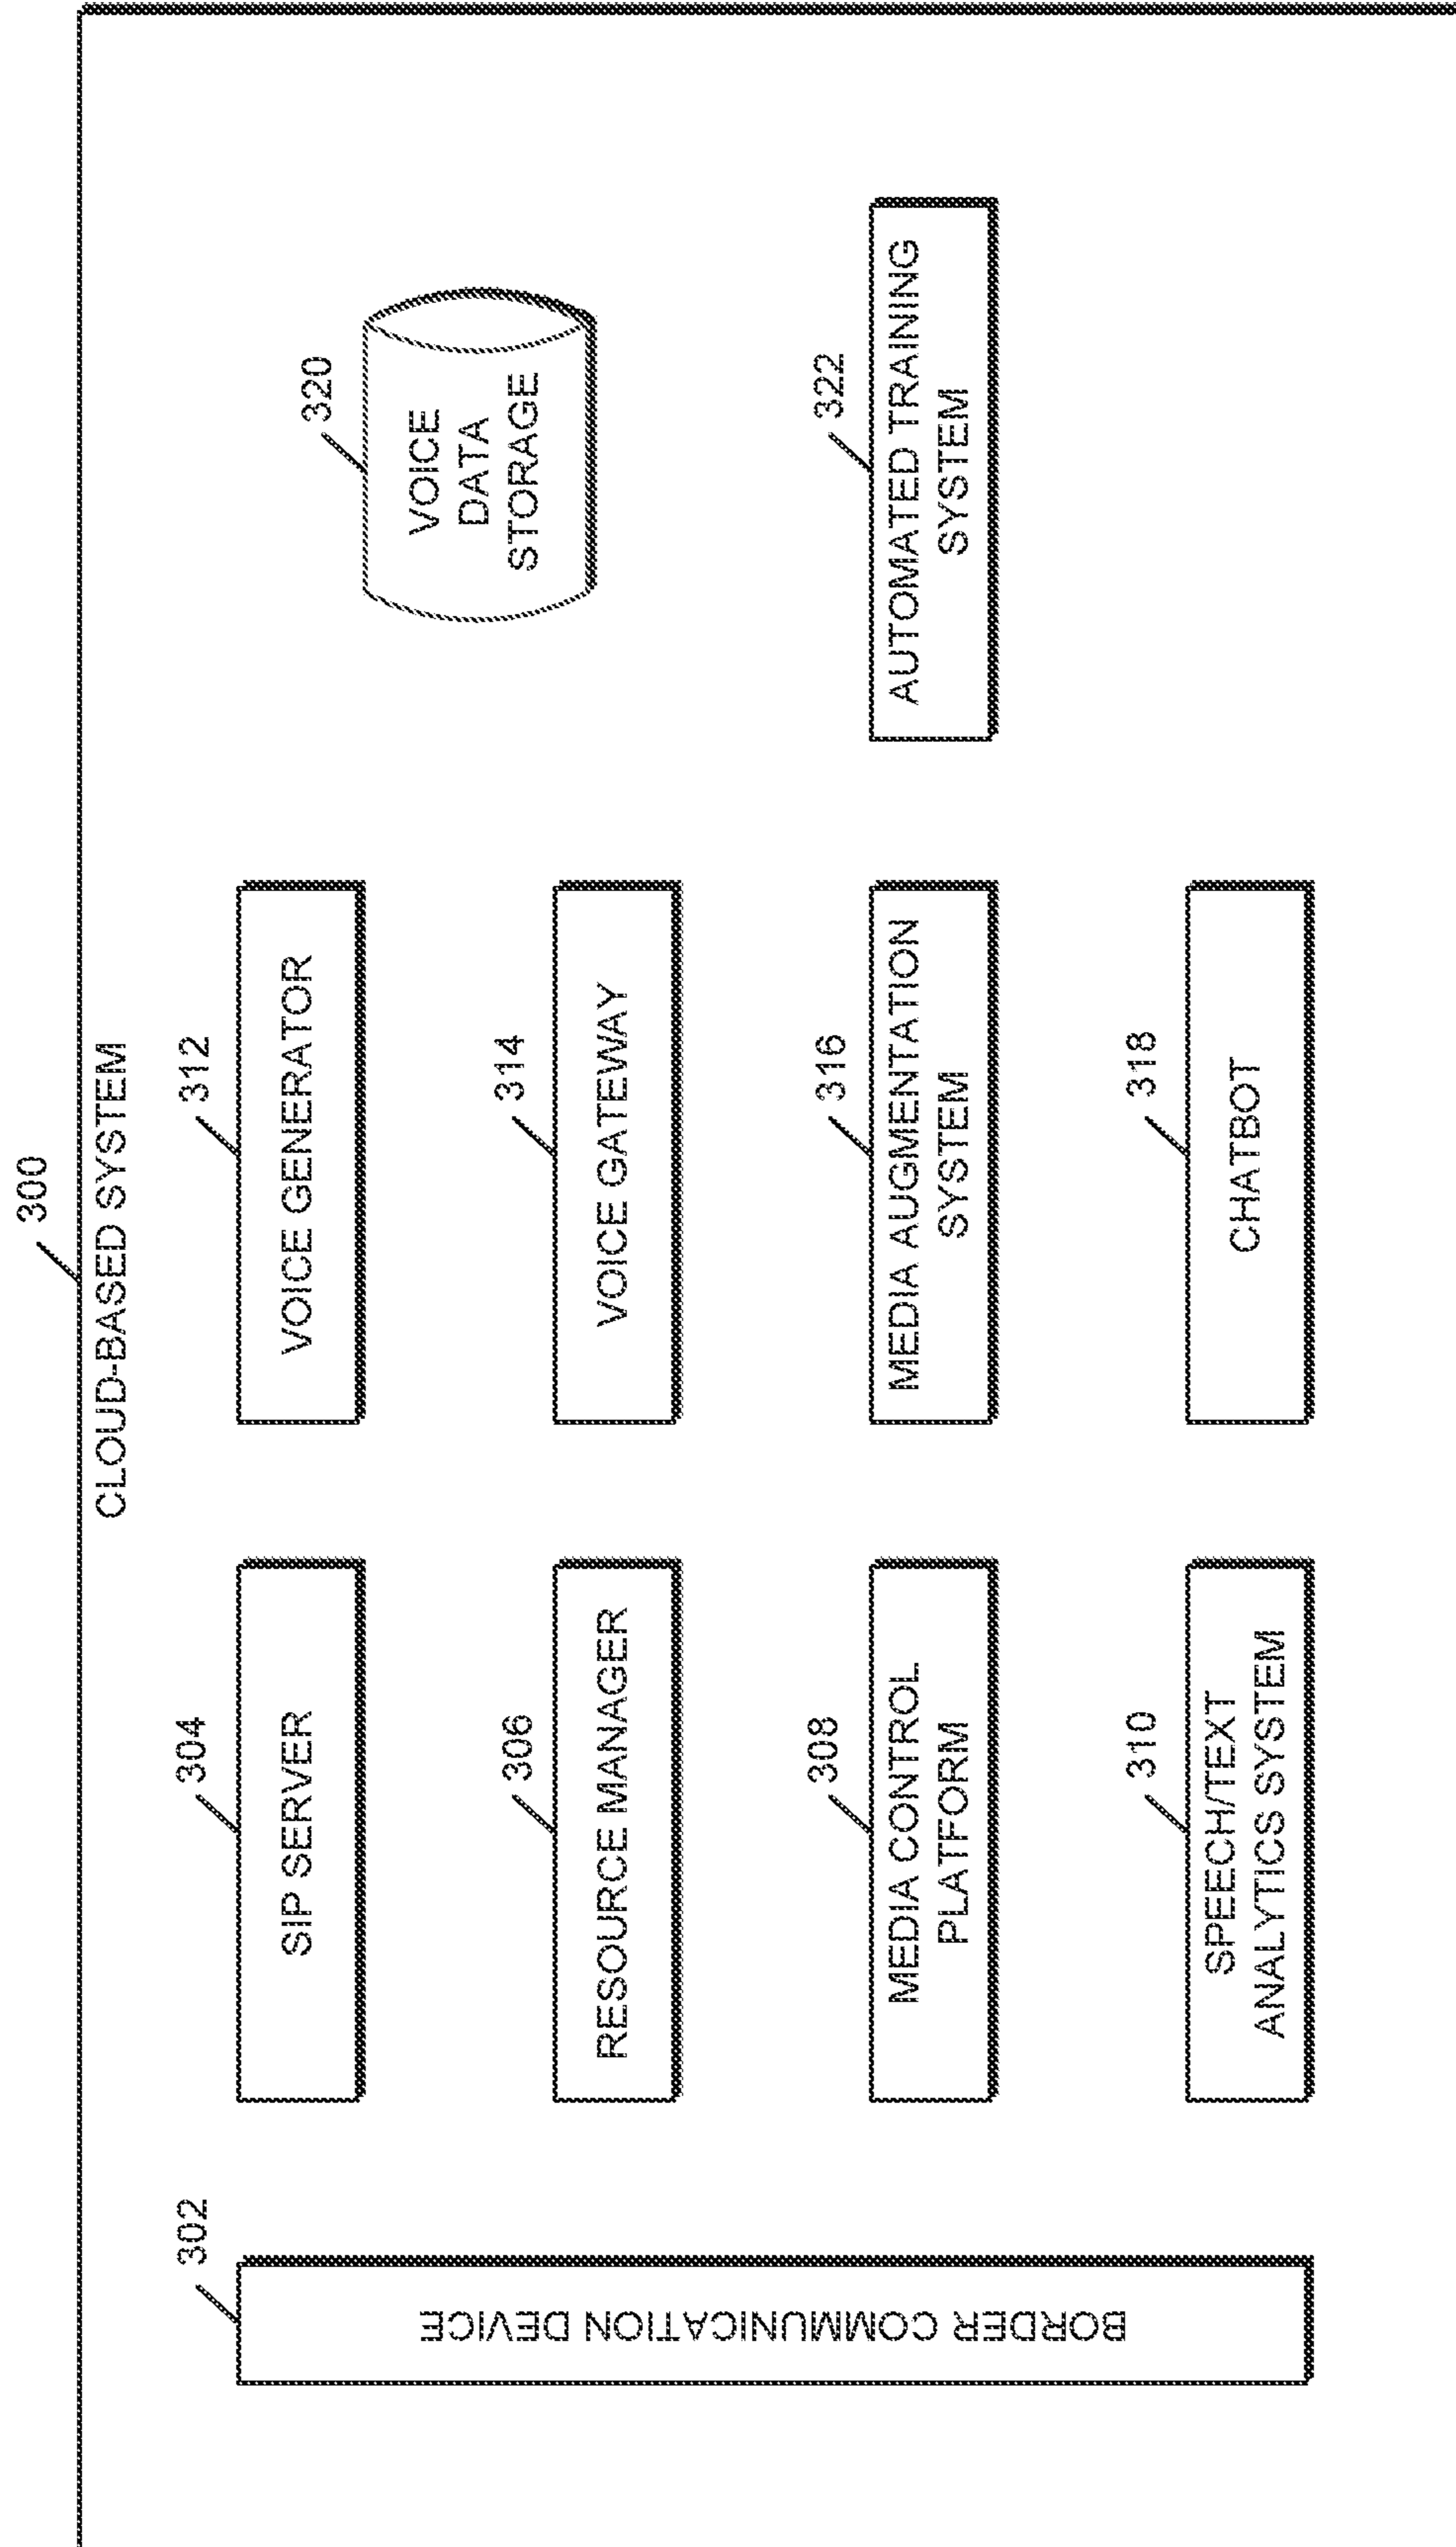 300
CLOUD-BASED SYSTEM
302
BORDER COMMUNICATION DEVICE
304
SIP SERVER
306
RESOURCE MANAGER
308
MEDIA CONTROL
PLATFORM
310
SPEECH/TEXT
ANALYTICS SYSTEM
312
VOICE GENERATOR
314
VOICE GATEWAY
316
MEDIA AUGMENTATION
SYSTEM
318
CHATBOT
320
VOICE
DATA
STORAGE
322
AUTOMATED TRAINING
SYSTEM